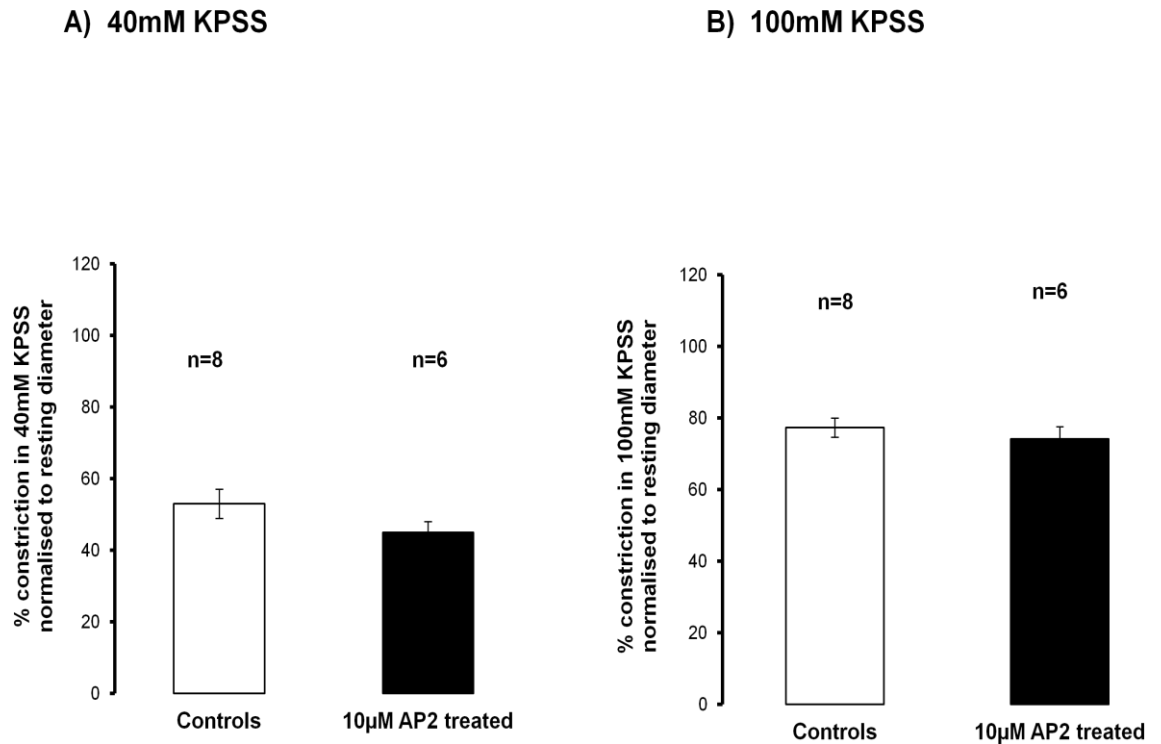 A) 40mM KPSS
% constriction in 40mM KPSS
normalised to resting diameter
120
100
80
60
40
20
0
n=8
n=6
Controls
10µM AP2 treated
B) 100mM KPSS
% constriction in 100mM KPSS
normalised to resting diameter
120
100
80
60
40
20
0
n=8
n=6
Controls
10µM AP2 treated